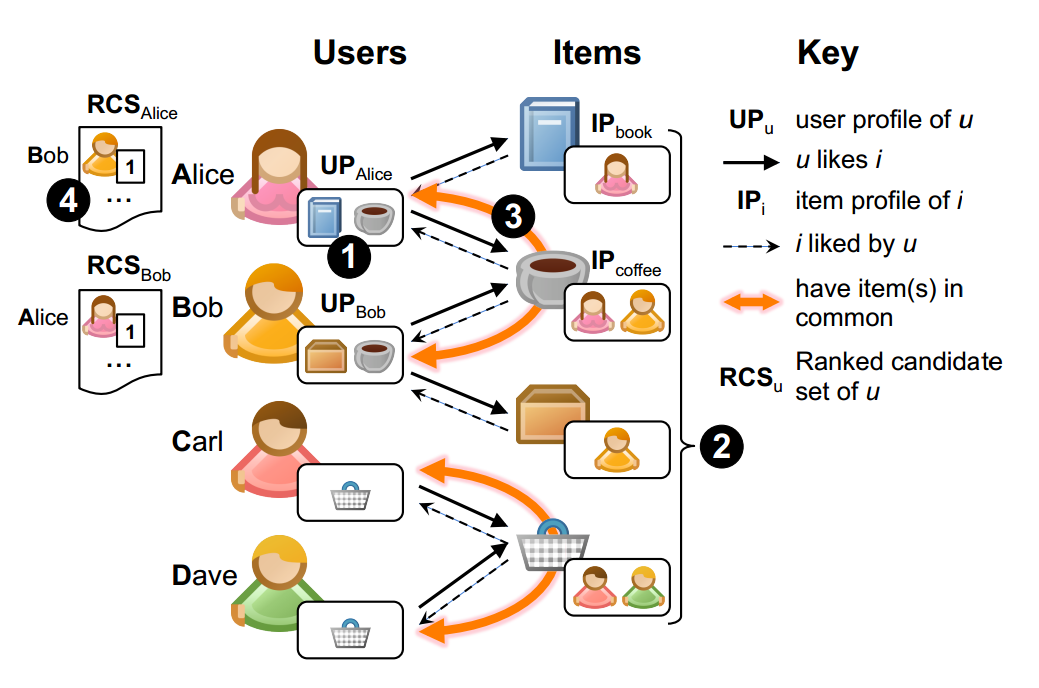 Users
Items
Key
RCSAlice
Bob
1
...
4
Alice
UPAlice
1
IPbook
3
RCSBob
Alice
1
...
Bob
UPBob
IPcoffee
Carl
2
Dave
UPu user profile of u
u likes i
IPi item profile of i
i liked by u
have item(s) in
common
RCSu Ranked candidate
set of u